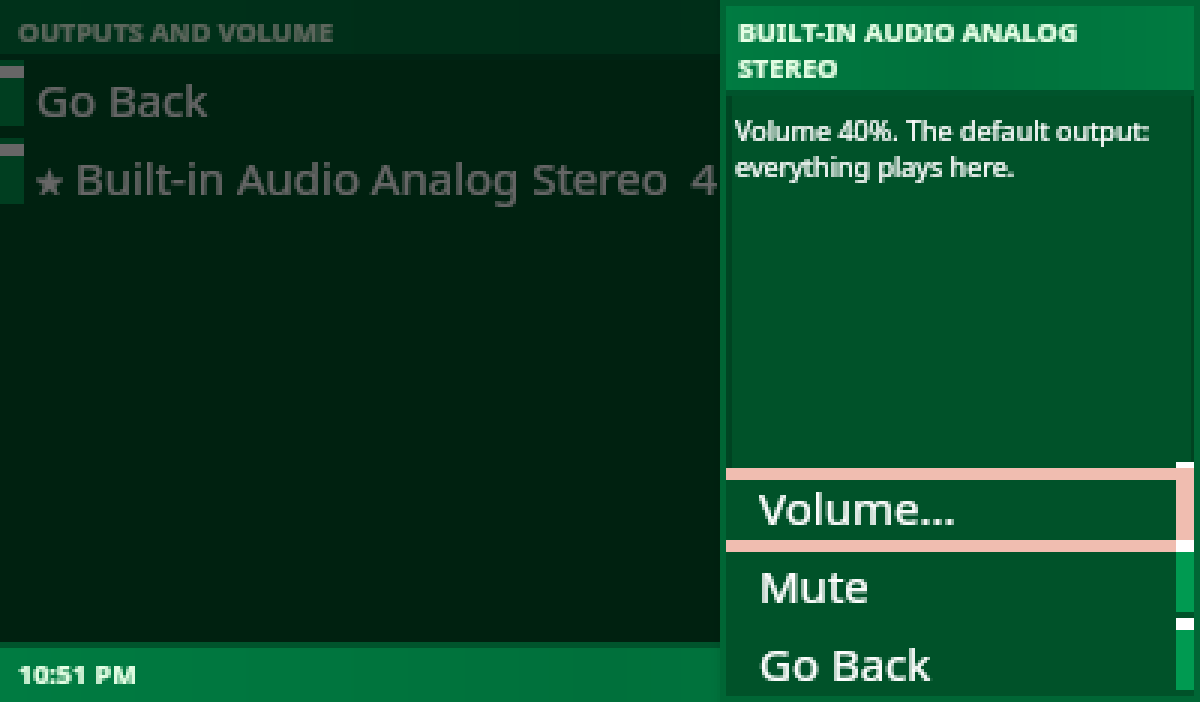 OUTPUTS AND VOLUME
Go Back
★ Built-in Audio Analog Stereo 4
10:51 PM
BUILT-IN AUDIO ANALOG
STEREO
Volume 40%. The default output:
everything plays here.
Volume...
Mute
Go Back